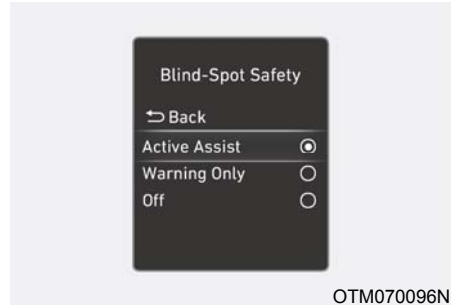 Blind-Spot Safety
Back
Active Assist
Warning Only
Off
OTM070096N